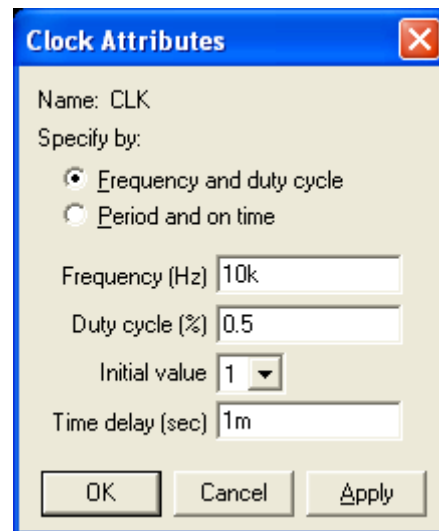 Clock Attributes
Name: CLK
Specify by:
Frequency and duty cycle
Period and on time
Frequency (Hz) 10k
Duty cycle (%) 0.5
Initial value 1
Time delay (sec) 1m
OK Cancel Apply